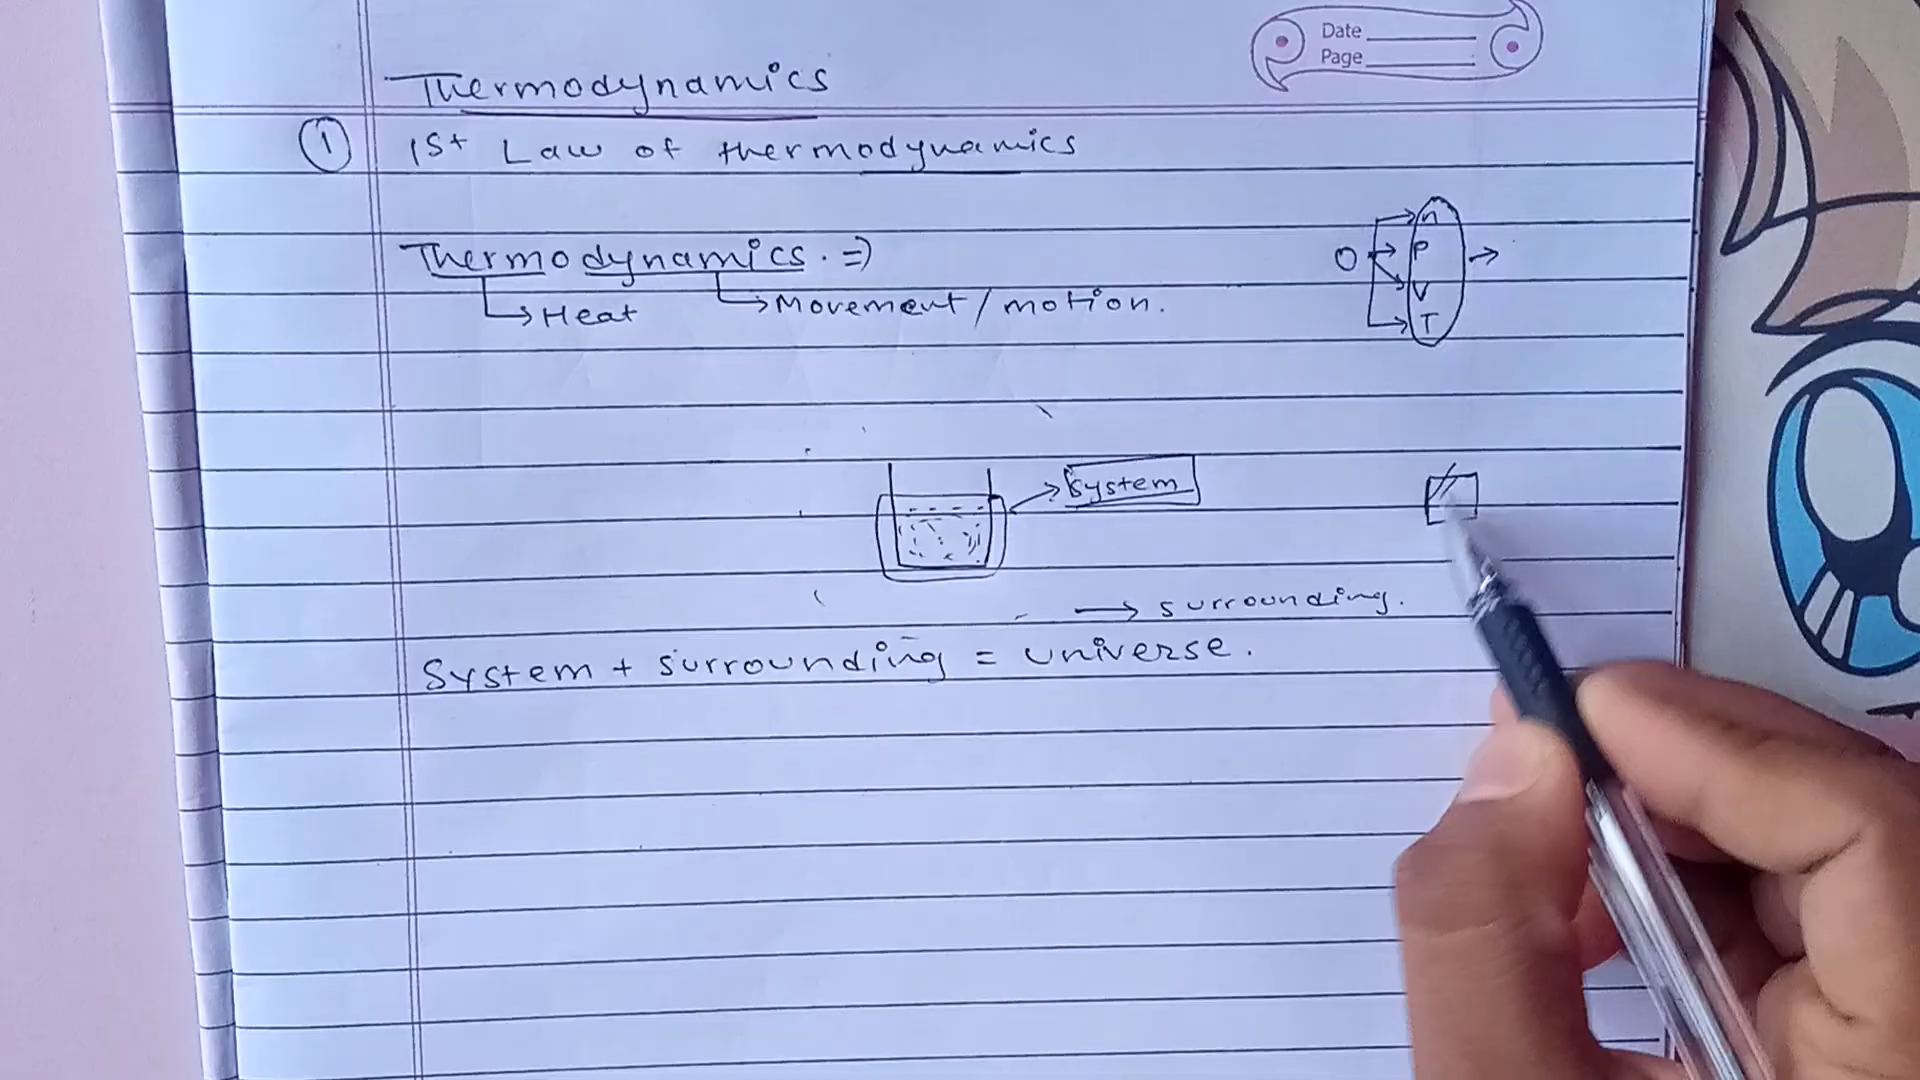 Date
Page
Thermodynamics
① 1st Law of thermodynamics
Thermodynamics. =>
Heat
Movement/motion.
O
n
P
V
T
System
surrounding.
System + surrounding = universe.